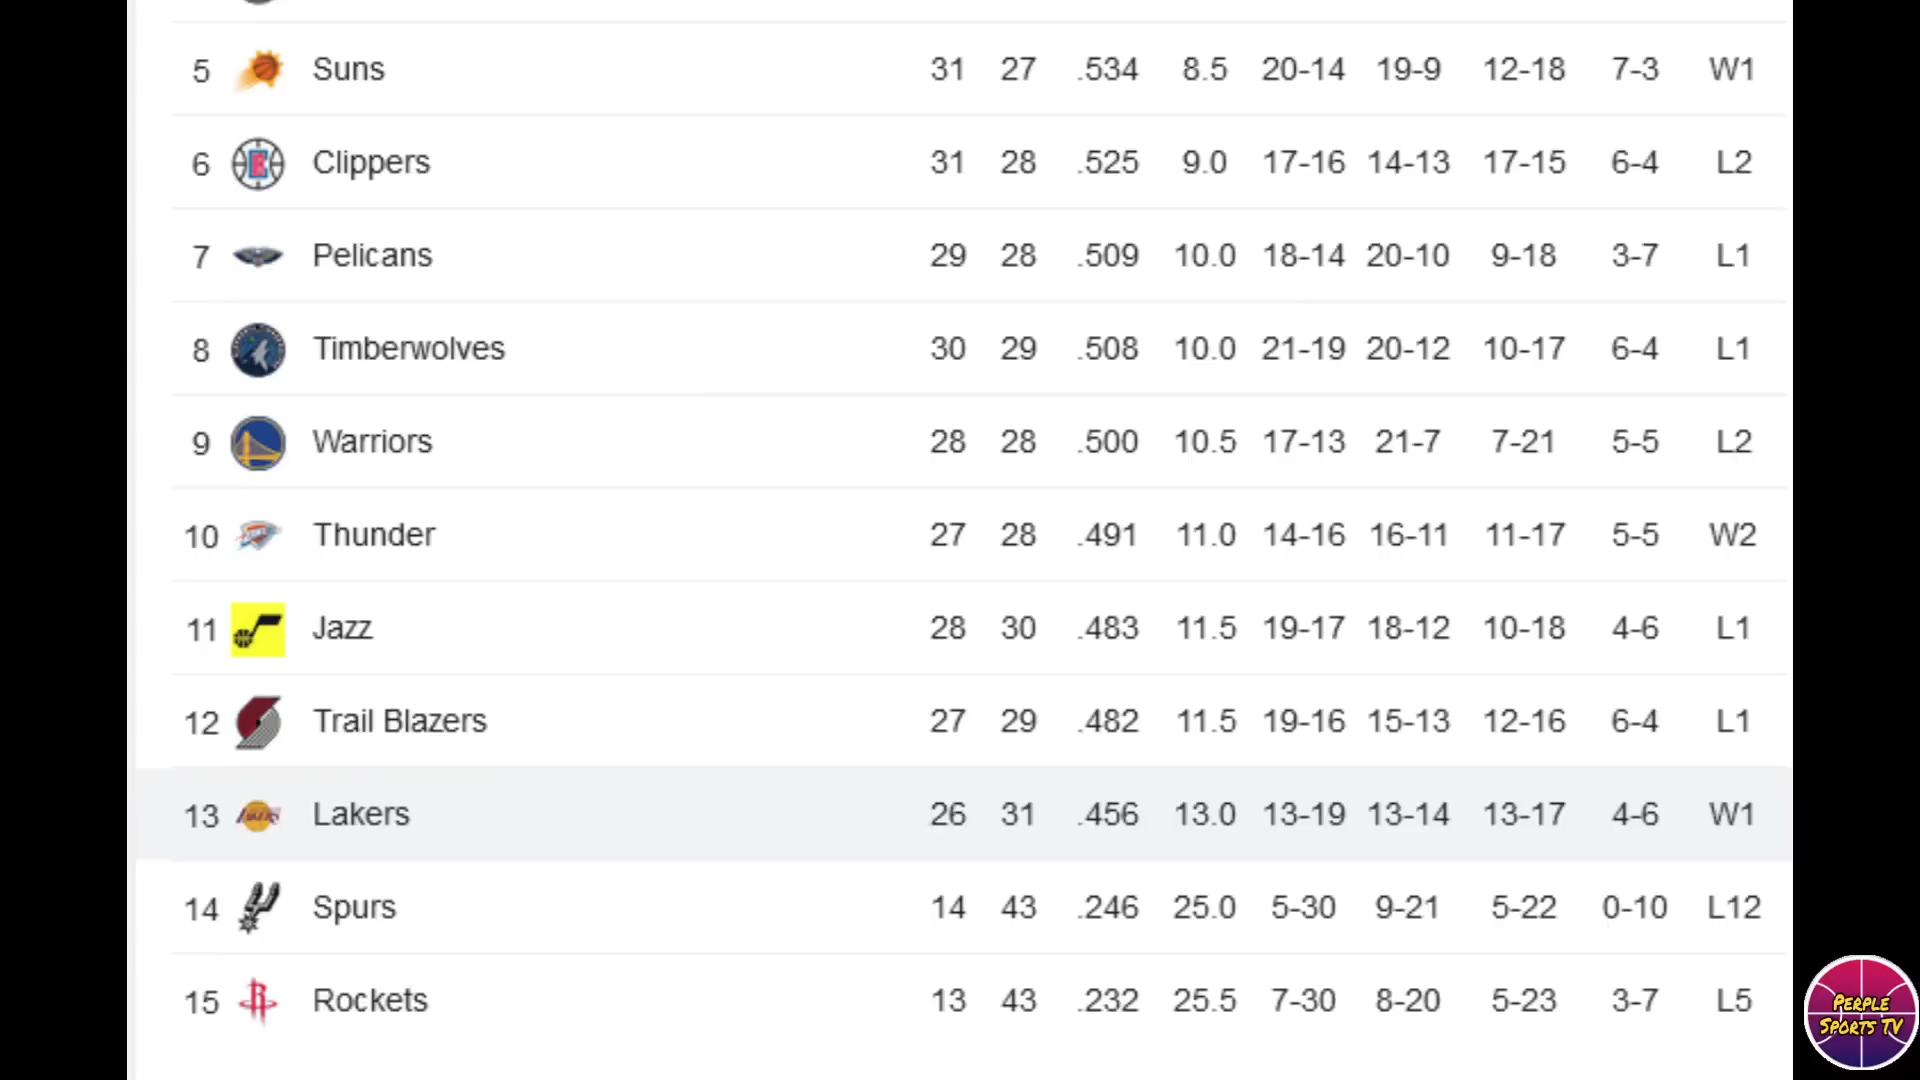 5 Suns 31 27 .534 8.5 20-14 19-9 12-18 7-3 W1
6 Clippers 31 28 .525 9.0 17-16 14-13 17-15 6-4 L2
7 Pelicans 29 28 .509 10.0 18-14 20-10 9-18 3-7 L1
8 Timberwolves 30 29 .508 10.0 21-19 20-12 10-17 6-4 L1
9 Warriors 28 28 .500 10.5 17-13 21-7 7-21 5-5 L2
10 Thunder 27 28 .491 11.0 14-16 16-11 11-17 5-5 W2
11 Jazz 28 30 .483 11.5 19-17 18-12 10-18 4-6 L1
12 Trail Blazers 27 29 .482 11.5 19-16 15-13 12-16 6-4 L1
13 Lakers 26 31 .456 13.0 13-19 13-14 13-17 4-6 W1
14 Spurs 14 43 .246 25.0 5-30 9-21 5-22 0-10 L12
15 Rockets 13 43 .232 25.5 7-30 8-20 5-23 3-7 L5
PERPLE
SPORTS TV